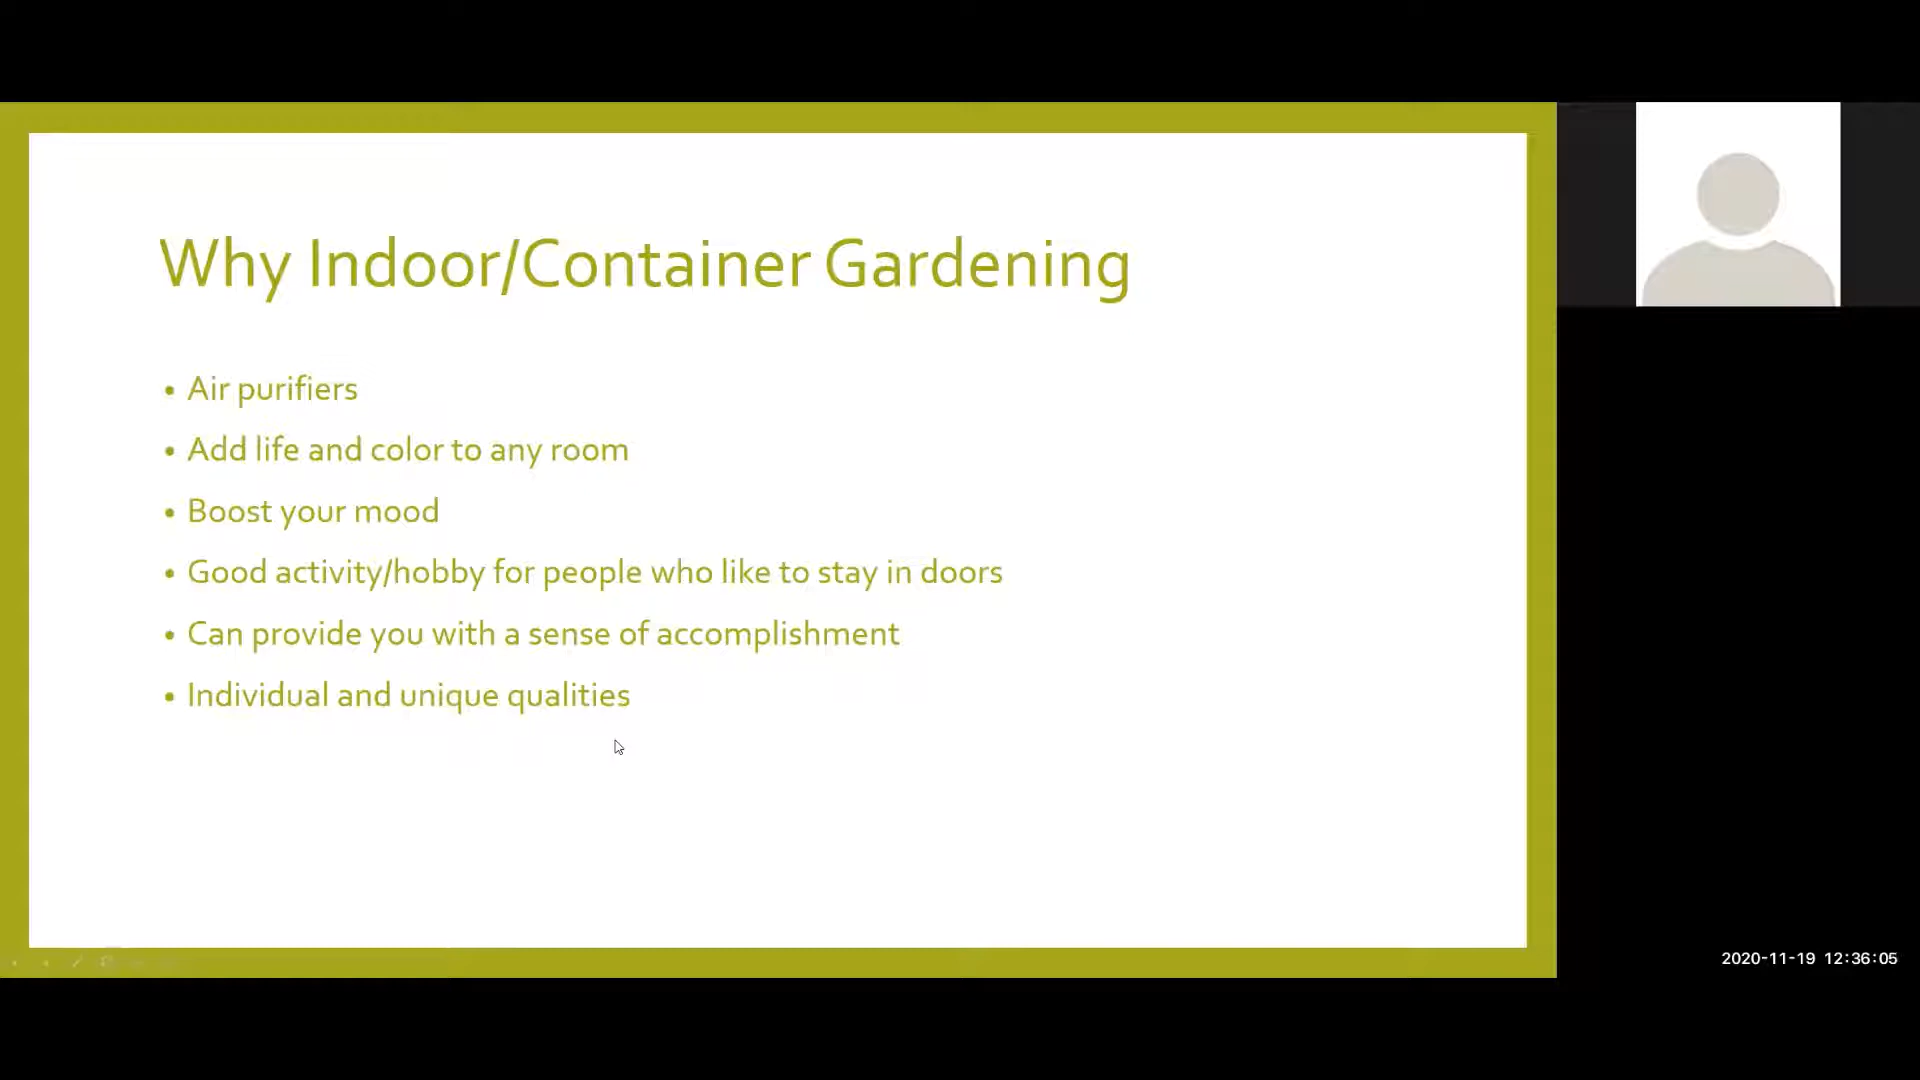 Why Indoor/Container Gardening
• Air purifiers
• Add life and color to any room
• Boost your mood
• Good activity/hobby for people who like to stay in doors
• Can provide you with a sense of accomplishment
• Individual and unique qualities
2020-11-19 12:36:05